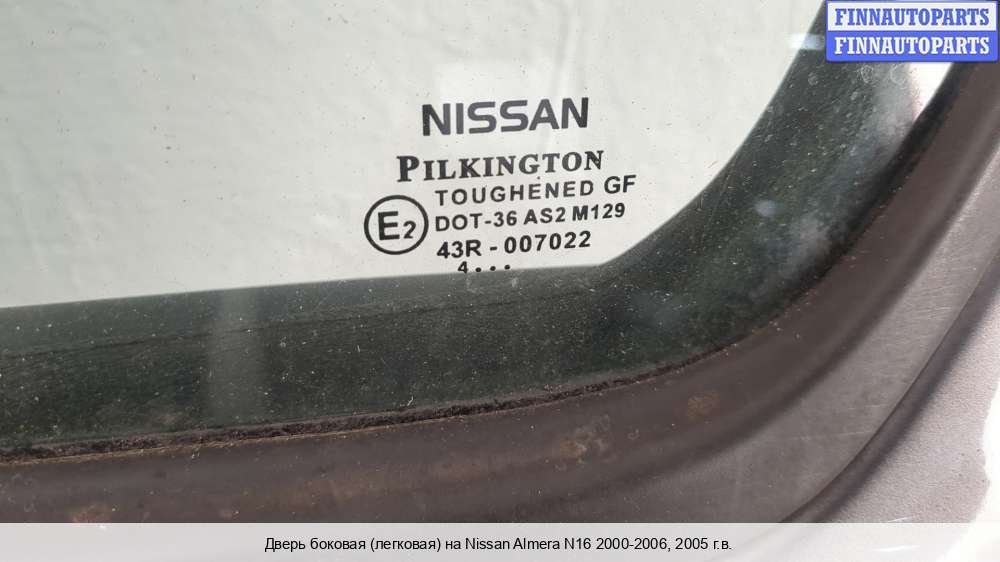 FINNAUTOPARTS
FINNAUTOPARTS
NISSAN
PILKINGTON
TOUGHENED GF
E2
DOT-36 AS2 M129
43R - 007022
4...
Дверь боковая (легковая) на Nissan Almera N16 2000-2006, 2005 г.в.